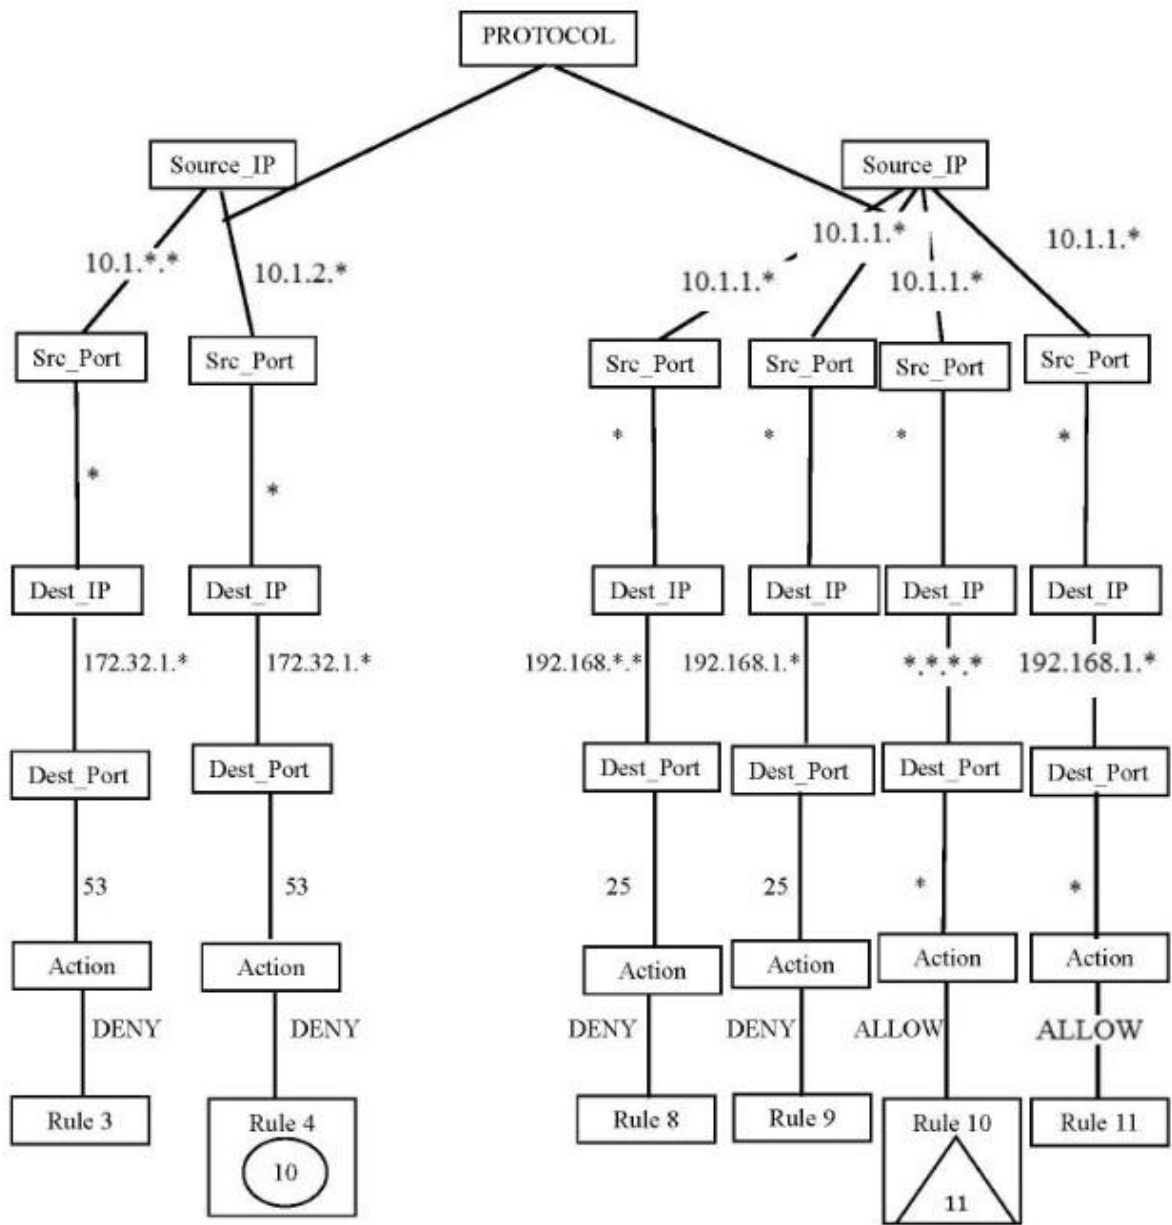 PROTOCOL
Source_IP Source_IP
10.1.*.* 10.1.2.* 10.1.1.* 10.1.1.* 10.1.1.* 10.1.1.*
Src_Port Src_Port Src_Port Src_Port Src_Port Src_Port
* * * * * *
Dest_IP Dest_IP Dest_IP Dest_IP Dest_IP Dest_IP
172.32.1.* 172.32.1.* 192.168.*.* 192.168.1.* *.*.*.* 192.168.1.*
Dest_Port Dest_Port Dest_Port Dest_Port Dest_Port Dest_Port
53 53 25 25 * *
Action Action Action Action Action Action
DENY DENY DENY DENY ALLOW ALLOW
Rule 3 Rule 4 Rule 8 Rule 9 Rule 10 Rule 11
10 11